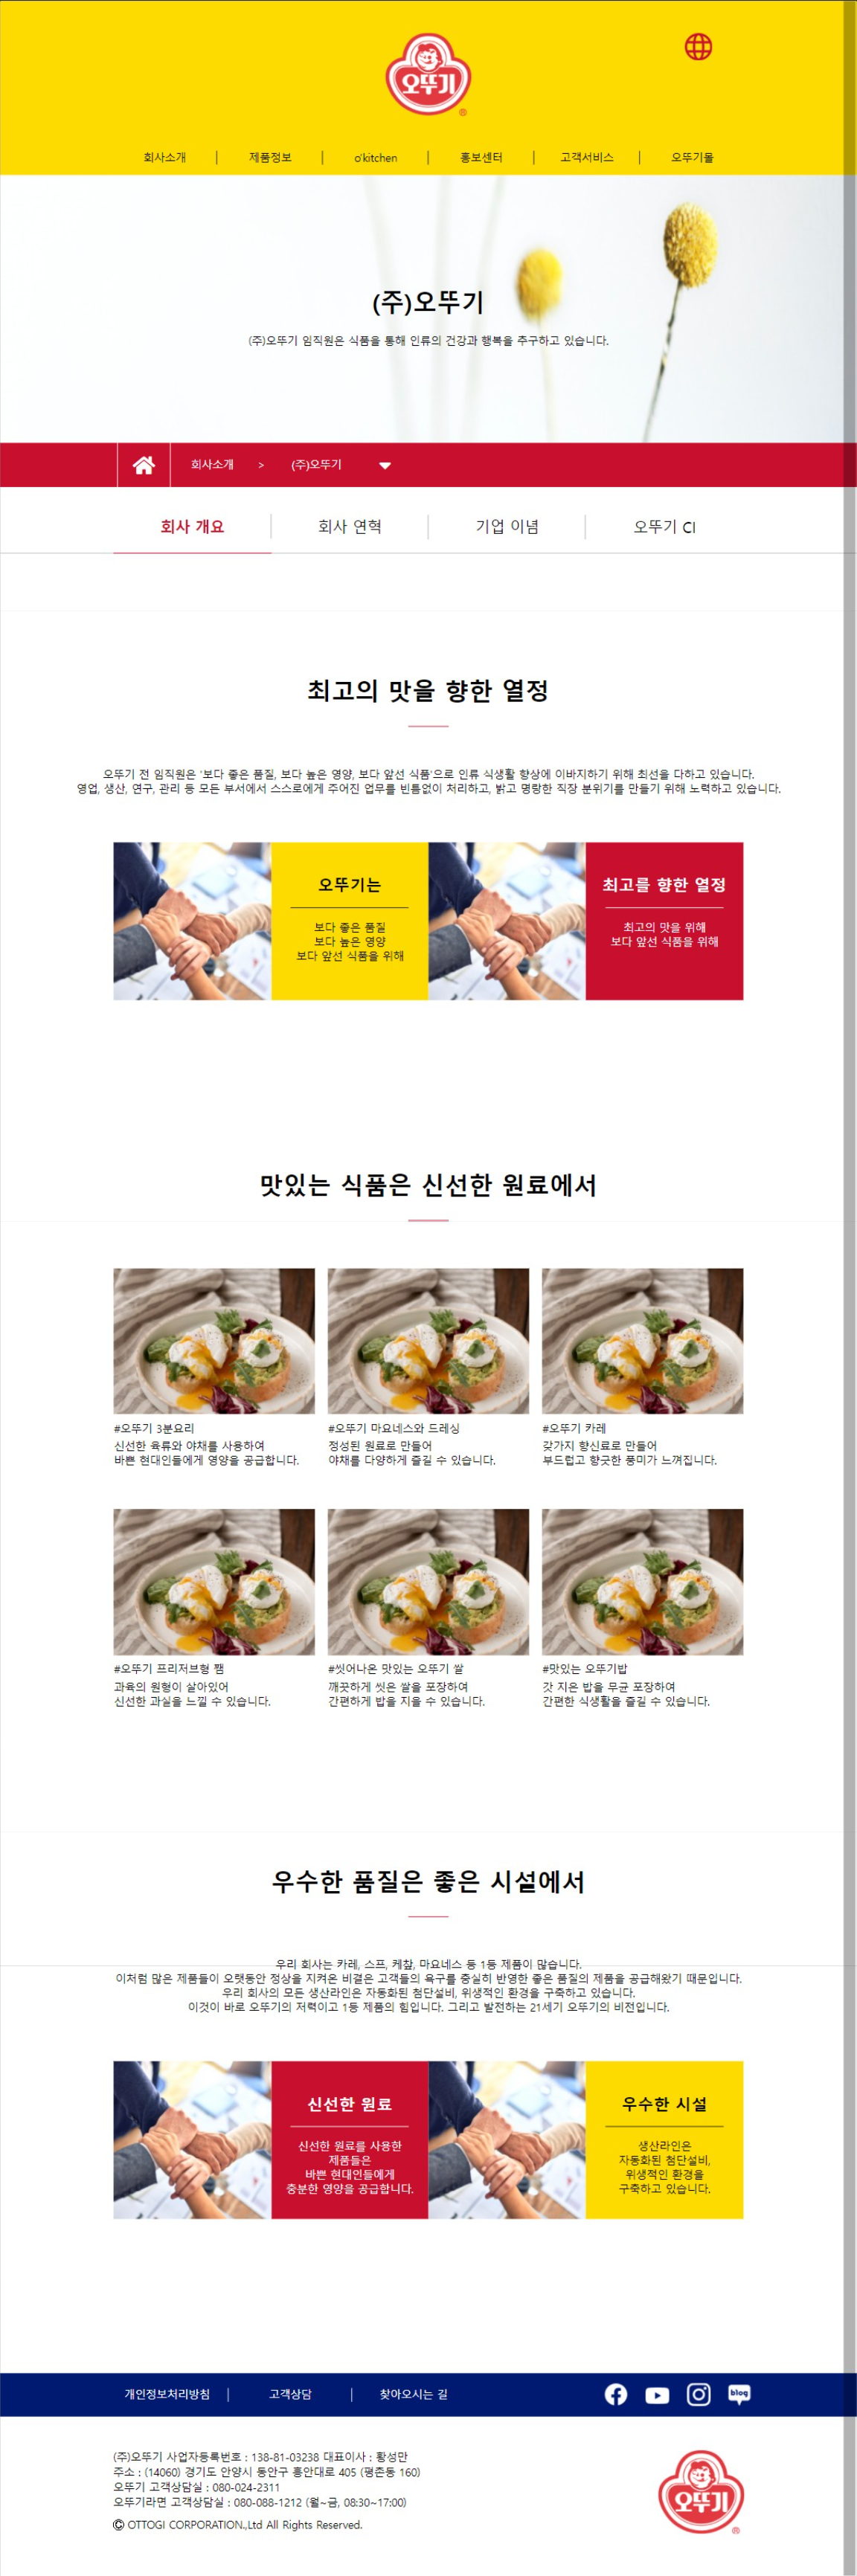 오뚜기
®
회사소개 | 제품정보 | o'kitchen | 홍보센터 | 고객서비스 | 오뚜기몰
(주)오뚜기
(주)오뚜기 임직원은 식품을 통해 인류의 건강과 행복을 추구하고 있습니다.
회사소개 > (주)오뚜기
회사 개요 | 회사 연혁 | 기업 이념 | 오뚜기 CI
최고의 맛을 향한 열정
오뚜기 전 임직원은 '보다 좋은 품질, 보다 높은 영양, 보다 앞선 식품'으로 인류 식생활 향상에 이바지하기 위해 최선을 다하고 있습니다.
영업, 생산, 연구, 관리 등 모든 부서에서 스스로에게 주어진 업무를 빈틈없이 처리하고, 밝고 명랑한 직장 분위기를 만들기 위해 노력하고 있습니다.
오뚜기는
보다 좋은 품질
보다 높은 영양
보다 앞선 식품을 위해
최고를 향한 열정
최고의 맛을 위해
보다 앞선 식품을 위해
맛있는 식품은 신선한 원료에서
#오뚜기 3분요리
신선한 육류와 야채를 사용하여
바쁜 현대인들에게 영양을 공급합니다.
#오뚜기 마요네스와 드레싱
정성된 원료로 만들어
야채를 다양하게 즐길 수 있습니다.
#오뚜기 카레
갖가지 향신료로 만들어
부드럽고 향긋한 풍미가 느껴집니다.
#오뚜기 프리저브형 쨈
과육의 원형이 살아있어
신선한 과실을 느낄 수 있습니다.
#씻어나온 맛있는 오뚜기 쌀
깨끗하게 씻은 쌀을 포장하여
간편하게 밥을 지을 수 있습니다.
#맛있는 오뚜기밥
갓 지은 밥을 무균 포장하여
간편한 식생활을 즐길 수 있습니다.
우수한 품질은 좋은 시설에서
우리 회사는 카레, 스프, 케찹, 마요네스 등 1등 제품이 많습니다.
이처럼 많은 제품들이 오랫동안 정상을 지켜온 비결은 고객들의 욕구를 충실히 반영한 좋은 품질의 제품을 공급해왔기 때문입니다.
우리 회사의 모든 생산라인은 자동화된 첨단설비, 위생적인 환경을 구축하고 있습니다.
이것이 바로 오뚜기의 저력이고 1등 제품의 힘입니다. 그리고 발전하는 21세기 오뚜기의 비전입니다.
신선한 원료
신선한 원료를 사용한
제품들은
바쁜 현대인들에게
충분한 영양을 공급합니다.
우수한 시설
생산라인은
자동화된 첨단설비,
위생적인 환경을
구축하고 있습니다.
개인정보처리방침 | 고객상담 | 찾아오시는 길
blog
(주)오뚜기 사업자등록번호 : 138-81-03238 대표이사 : 황성만
주소 : (14060) 경기도 안양시 동안구 흥안대로 405 (평촌동 160)
오뚜기 고객상담실 : 080-024-2311
오뚜기라면 고객상담실 : 080-088-1212 (월~금, 08:30~17:00)
© OTTOGI CORPORATION.,Ltd All Rights Reserved.
오뚜기
®